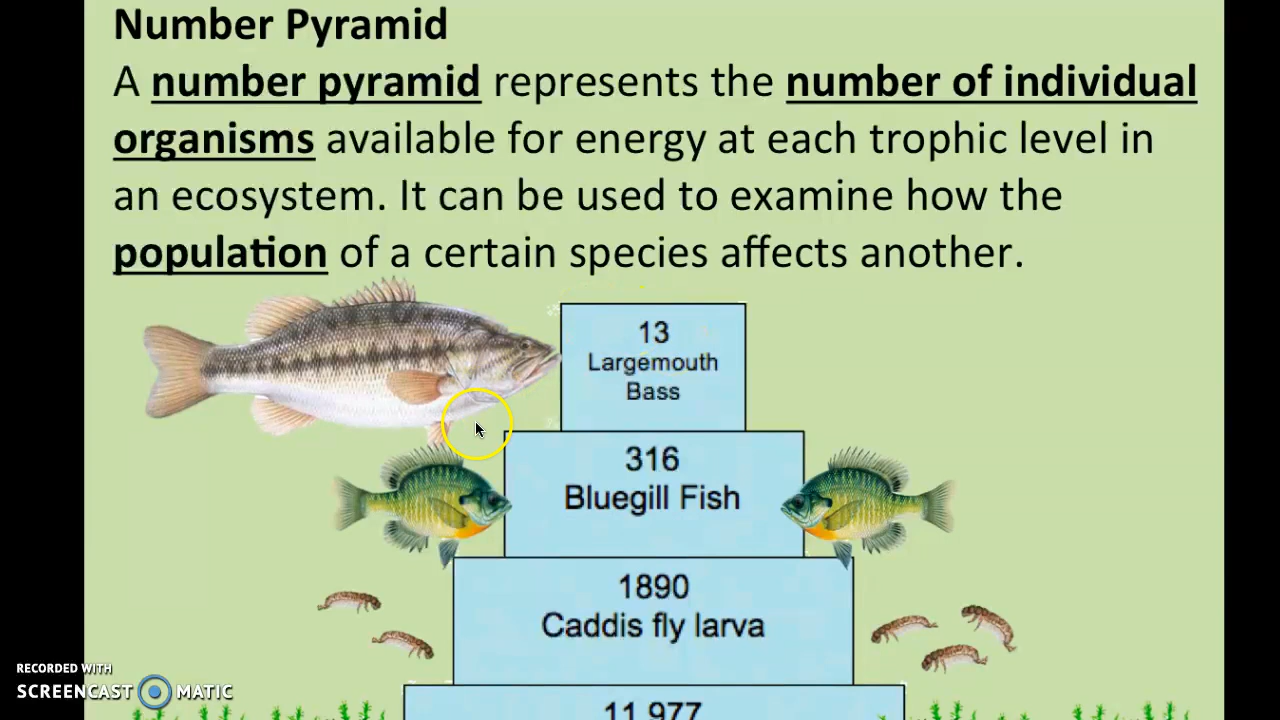 Number Pyramid
A number pyramid represents the number of individual
organisms available for energy at each trophic level in
an ecosystem. It can be used to examine how the
population of a certain species affects another.
13
Largemouth
Bass
316
Bluegill Fish
1890
Caddis fly larva
11,977
RECORDED WITH
SCREENCAST MATIC